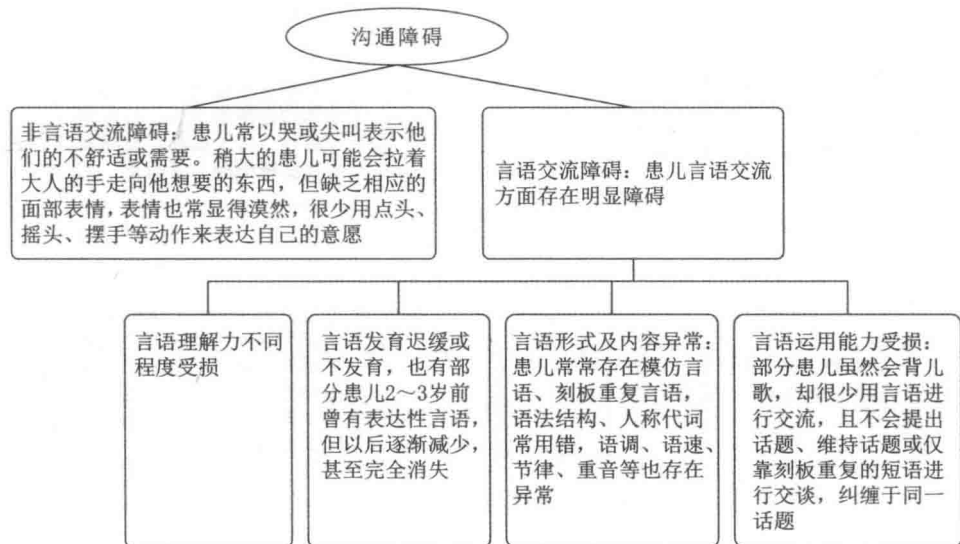 沟通障碍
非言语交流障碍：患儿常以哭或尖叫表示他
们的不舒适或需要。稍大的患儿可能会拉着
大人的手走向他想要的东西，但缺乏相应的
面部表情，表情也常显得漠然，很少用点头、
摇头、摆手等动作来表达自己的意愿
言语交流障碍：患儿言语交流
方面存在明显障碍
言语理解力不同
程度受损
言语发育迟缓或
不发育，也有部
分患儿2～3岁前
曾有表达性言语，
但以后逐渐减少，
甚至完全消失
言语形式及内容异常：
患儿常常存在模仿言
语、刻板重复言语，
语法结构、人称代词
常用错，语调、语速、
节律、重音等也存在
异常
言语运用能力受损：
部分患儿虽然会背儿
歌，却很少用言语进
行交流，且不会提出
话题、维持话题或仅
靠刻板重复的短语进
行交谈，纠缠于同一
话题